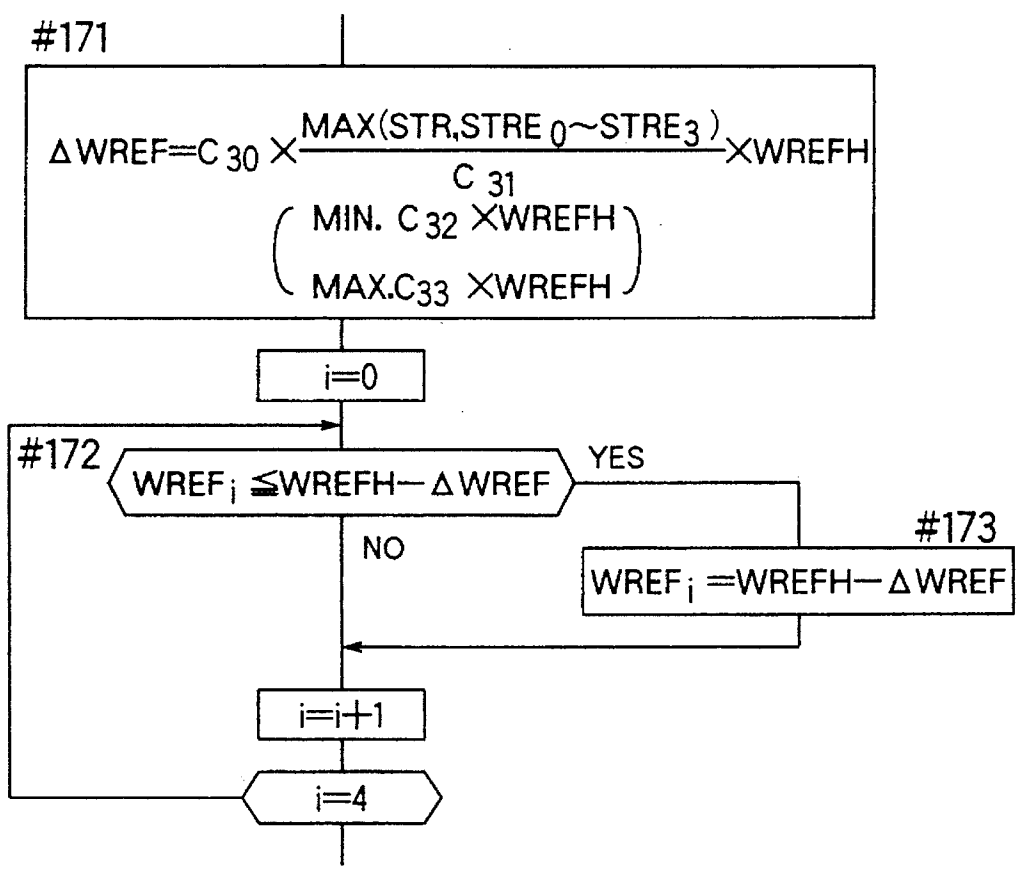 #171
ΔWREF=C30 × MAX(STR,STRE0~STRE3) / C31 ×WREFH
MIN. C32 ×WREFH
MAX.C33 ×WREFH
i=0
#172
WREFi ≦WREFH−ΔWREF
YES
NO
#173
WREFi =WREFH−ΔWREF
i=i+1
i=4